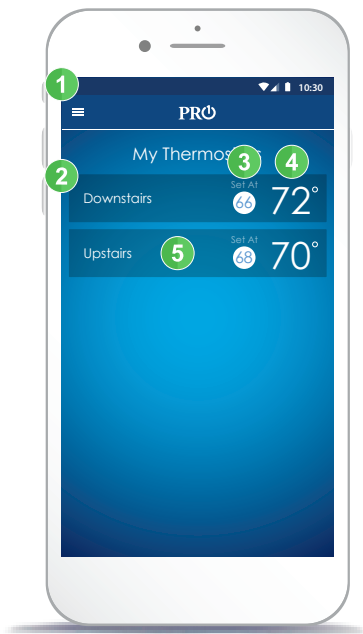 1
10:30
PRO
My Thermos
2
3
4
Downstairs
Set At
66
72°
Upstairs
5
Set At
68
70°